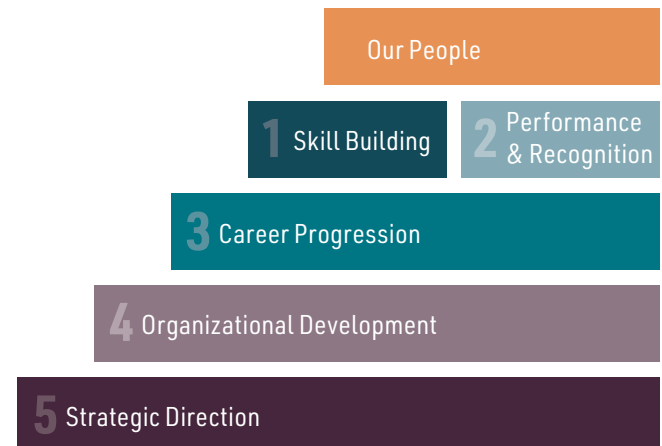 Our People
1 Skill Building
2 Performance
& Recognition
3 Career Progression
4 Organizational Development
5 Strategic Direction